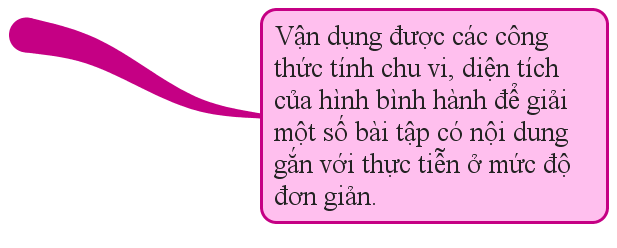 Vận dụng được các công
thức tính chu vi, diện tích
của hình bình hành để giải
một số bài tập có nội dung
gắn với thực tiễn ở mức độ
đơn giản.